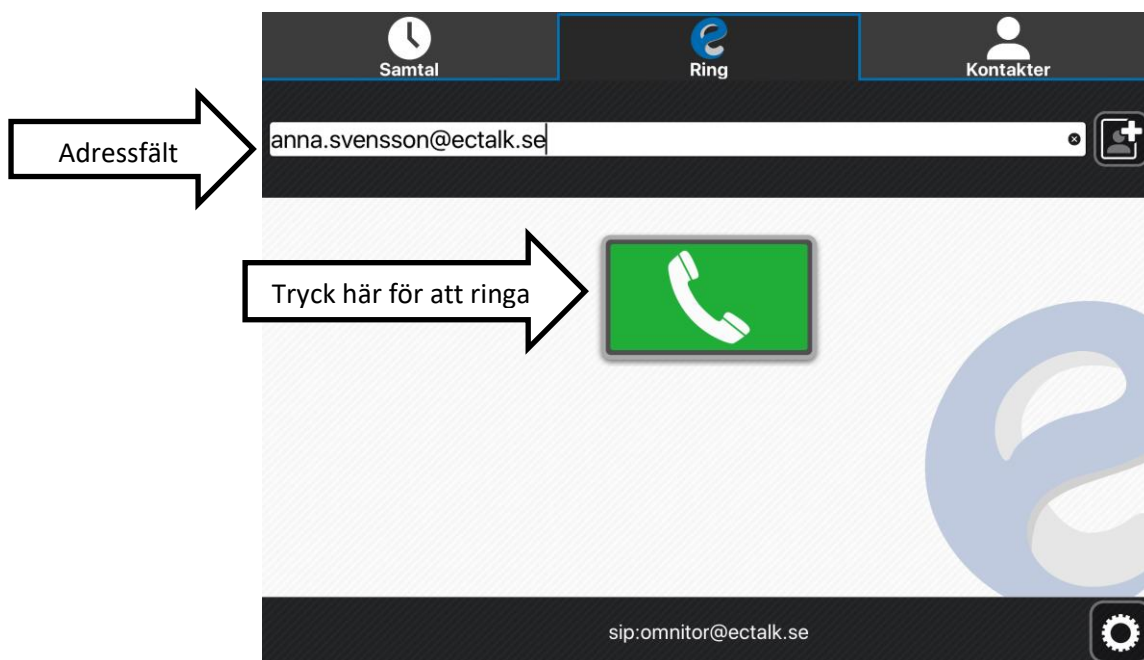 Samtal
Ring
Kontakter
Adressfält
anna.svensson@ectalk.se
Tryck här för att ringa
sip:omnitor@ectalk.se